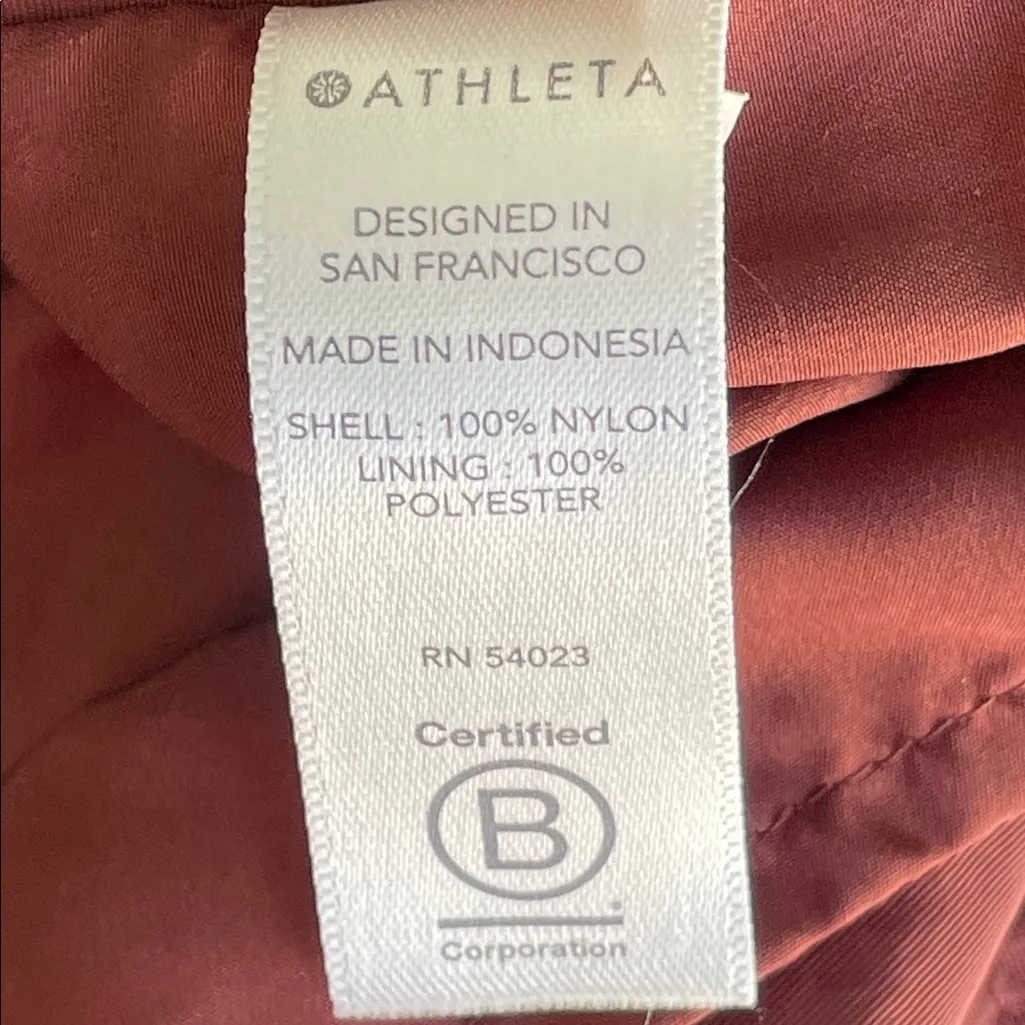 ATHLETA
DESIGNED IN
SAN FRANCISCO
MADE IN INDONESIA
SHELL : 100% NYLON
LINING : 100%
POLYESTER
RN 54023
Certified
B
Corporation